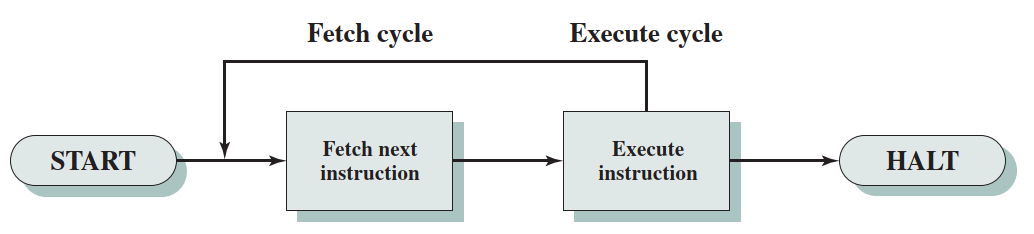 Fetch cycle
Execute cycle
START
Fetch next
instruction
Execute
instruction
HALT